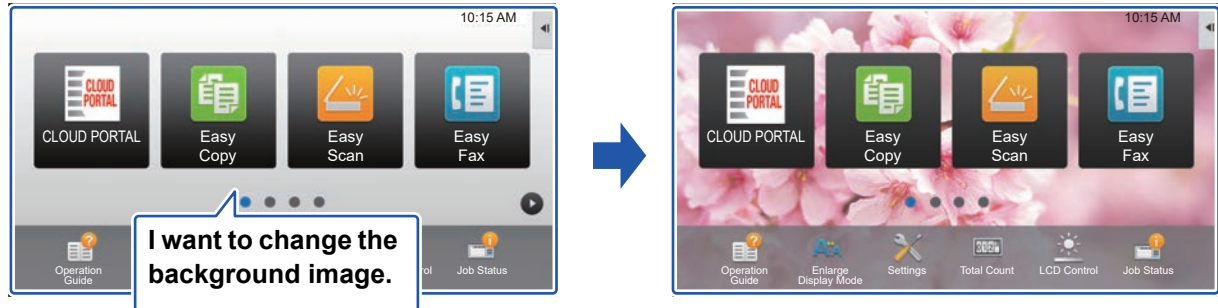 10:15 AM
CLOUD
PORTAL
CLOUD PORTAL
Easy
Copy
Easy
Scan
Easy
Fax
I want to change the
background image.
Operation
Guide
rol
Job Status
10:15 AM
CLOUD
PORTAL
CLOUD PORTAL
Easy
Copy
Easy
Scan
Easy
Fax
Operation
Guide
Enlarge
Display Mode
Settings
Total Count
LCD Control
Job Status